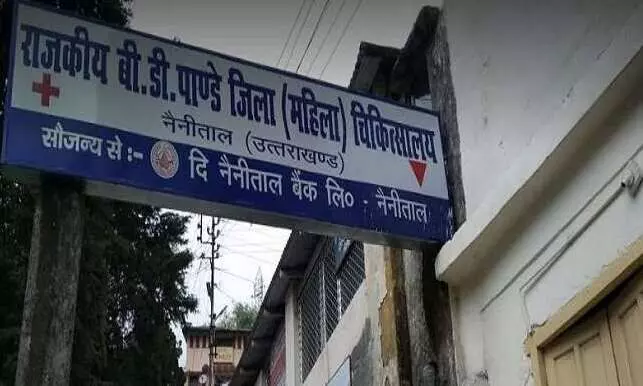 राजकीय बी.डी.पाण्डे जिला (महिला) चिकित्सालय
नैनीताल (उत्तराखण्ड)
सौजन्य से :- दि नैनीताल बैंक लि० - नैनीताल